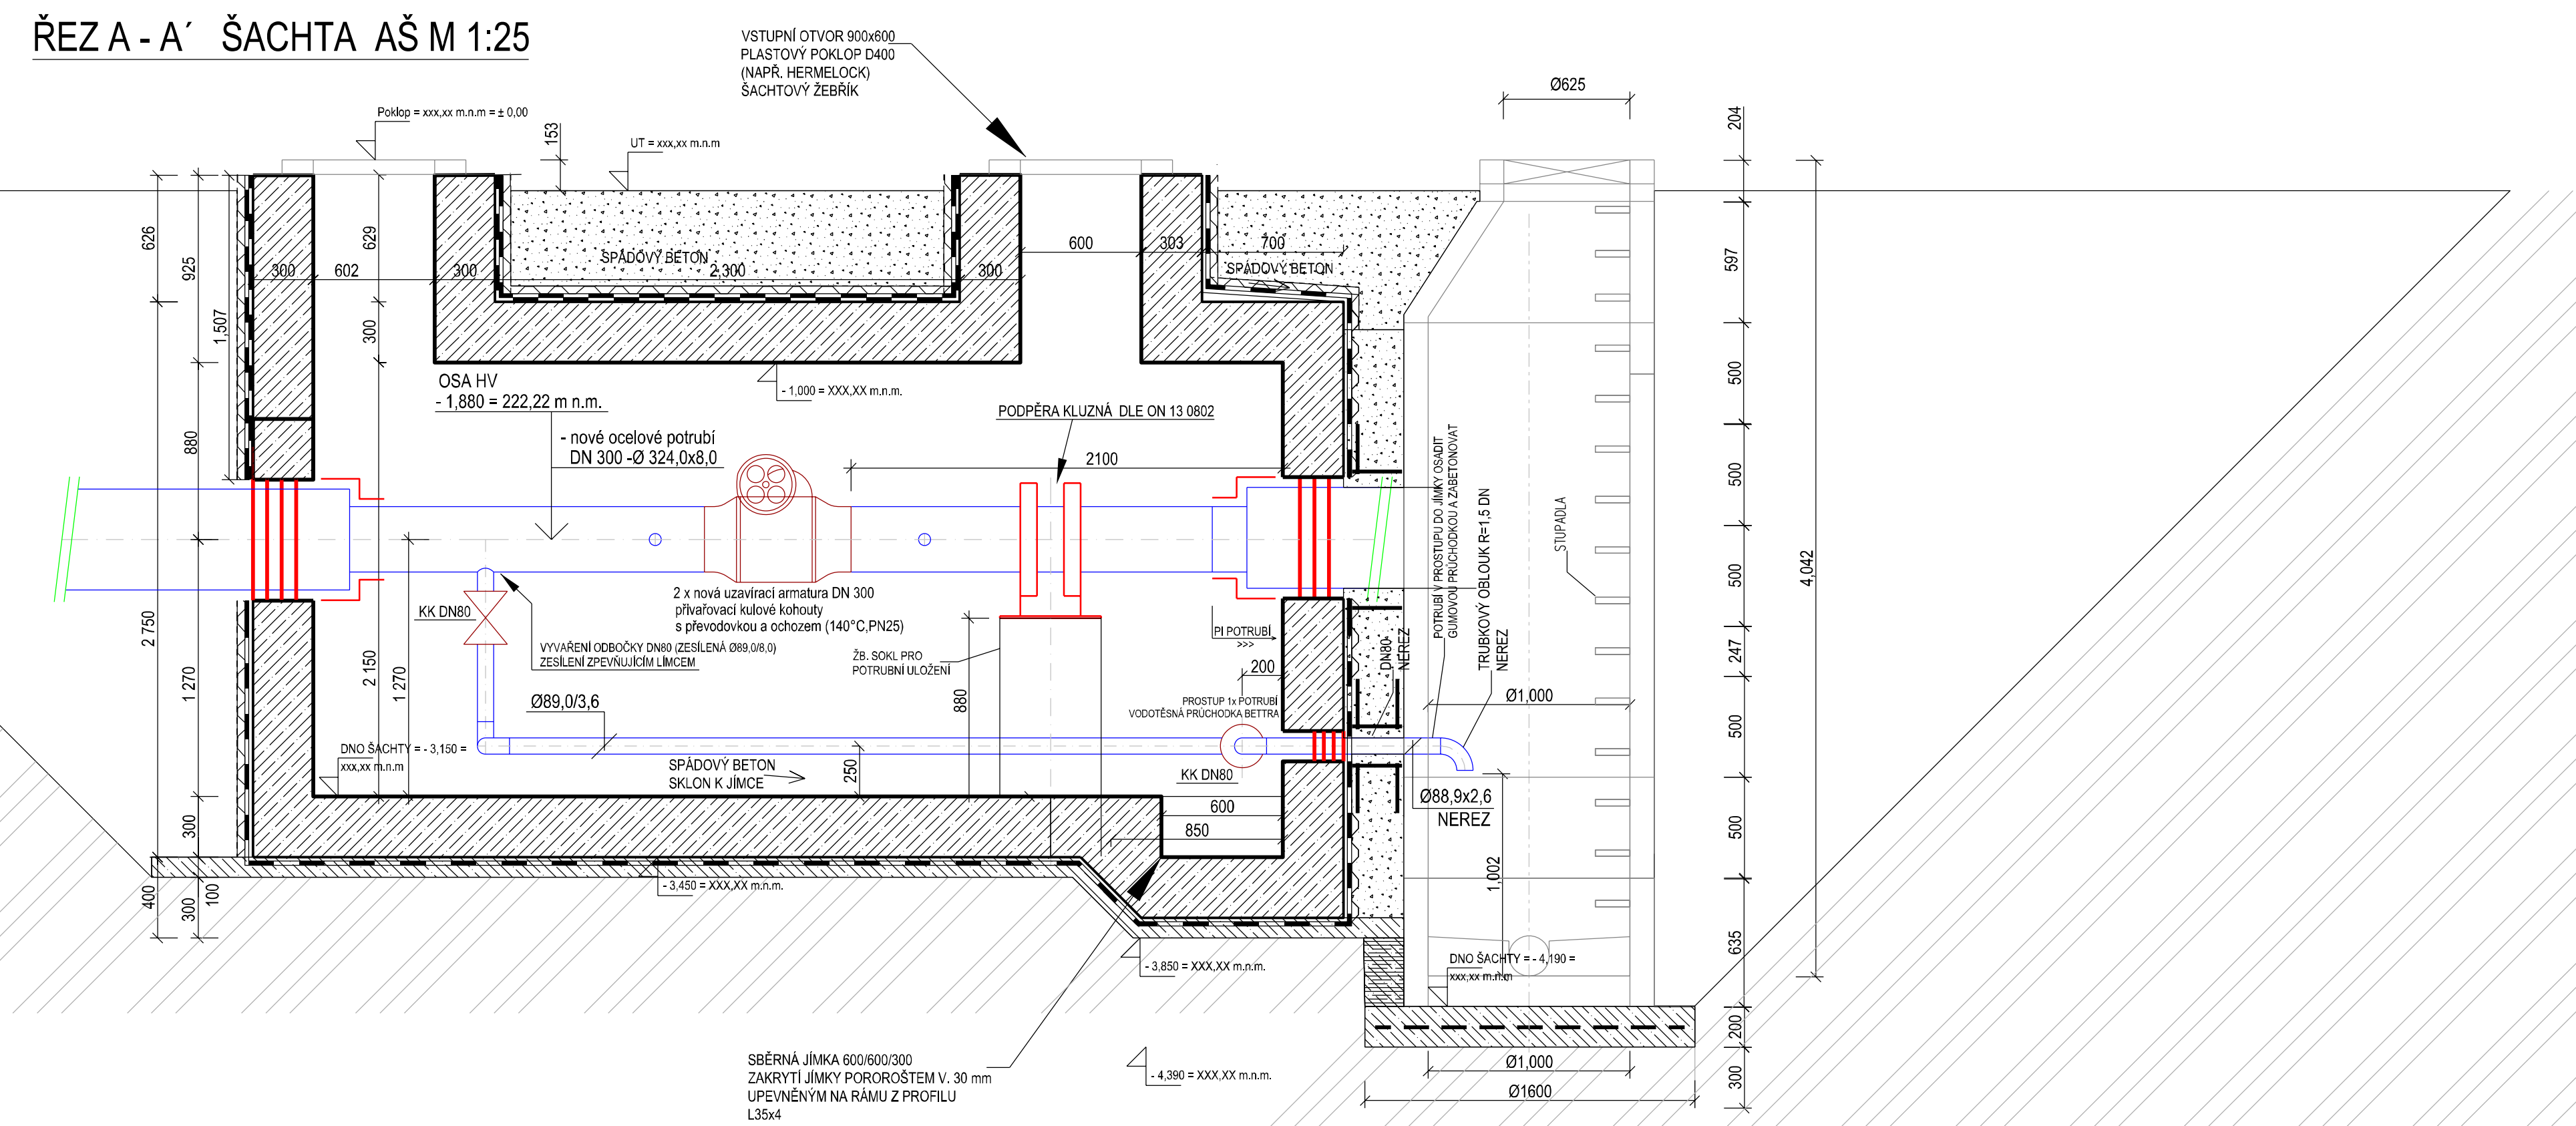 ŘEZ A - A´ ŠACHTA AŠ M 1:25
VSTUPNÍ OTVOR 900x600
PLASTOVÝ POKLOP D400
(NAPŘ. HERMELOCK)
ŠACHTOVÝ ŽEBŘÍK
Ø625
Poklop = xxx,xx m.n.m = ± 0,00
153
UT = xxx,xx m.n.m
204
626
925
1,507
629
300
602
300
SPÁDOVÝ BETON
2,300
300
600
303
700
SPÁDOVÝ BETON
597
300
OSA HV
- 1,880 = 222,22 m n.m.
- 1,000 = XXX,XX m.n.m.
PODPĚRA KLUZNÁ DLE ON 13 0802
500
880
- nové ocelové potrubí
DN 300 -Ø 324,0x8,0
2100
500
POTRUBÍ V PROSTUPU DO JÍMKY OSADIT
GUMOVOU PRŮCHODKOU A ZABETONOVAT
TRUBKOVÝ OBLOUK R=1,5 DN
NEREZ
STUPADLA
4,042
500
2 750
2 150
1 270
1 270
KK DN80
2 x nová uzavírací armatura DN 300
přivařovací kulové kohouty
s převodovkou a ochozem (140°C,PN25)
VYVAŘENÍ ODBOČKY DN80 (ZESÍLENÁ Ø89,0/8,0)
ZESÍLENÍ ZPEVŇUJÍCÍM LÍMCEM
ŽB. SOKL PRO
POTRUBNÍ ULOŽENÍ
PI POTRUBÍ
>>>
DN80
NEREZ
247
200
880
Ø89,0/3,6
PROSTUP 1x POTRUBÍ
VODOTĚSNÁ PRŮCHODKA BETTRA
Ø1,000
500
DNO ŠACHTY = - 3,150 =
xxx,xx m.n.m
SPÁDOVÝ BETON
SKLON K JÍMCE
250
KK DN80
600
850
Ø88,9x2,6
NEREZ
300
500
1,002
400
300
100
- 3,450 = XXX,XX m.n.m.
- 3,850 = XXX,XX m.n.m.
DNO ŠACHTY = - 4,190 =
xxx,xx m.n.m
635
200
SBĚRNÁ JÍMKA 600/600/300
ZAKRYTÍ JÍMKY POROROŠTEM V. 30 mm
UPEVNĚNÝM NA RÁMU Z PROFILU
L35x4
- 4,390 = XXX,XX m.n.m.
Ø1,000
Ø1600
300